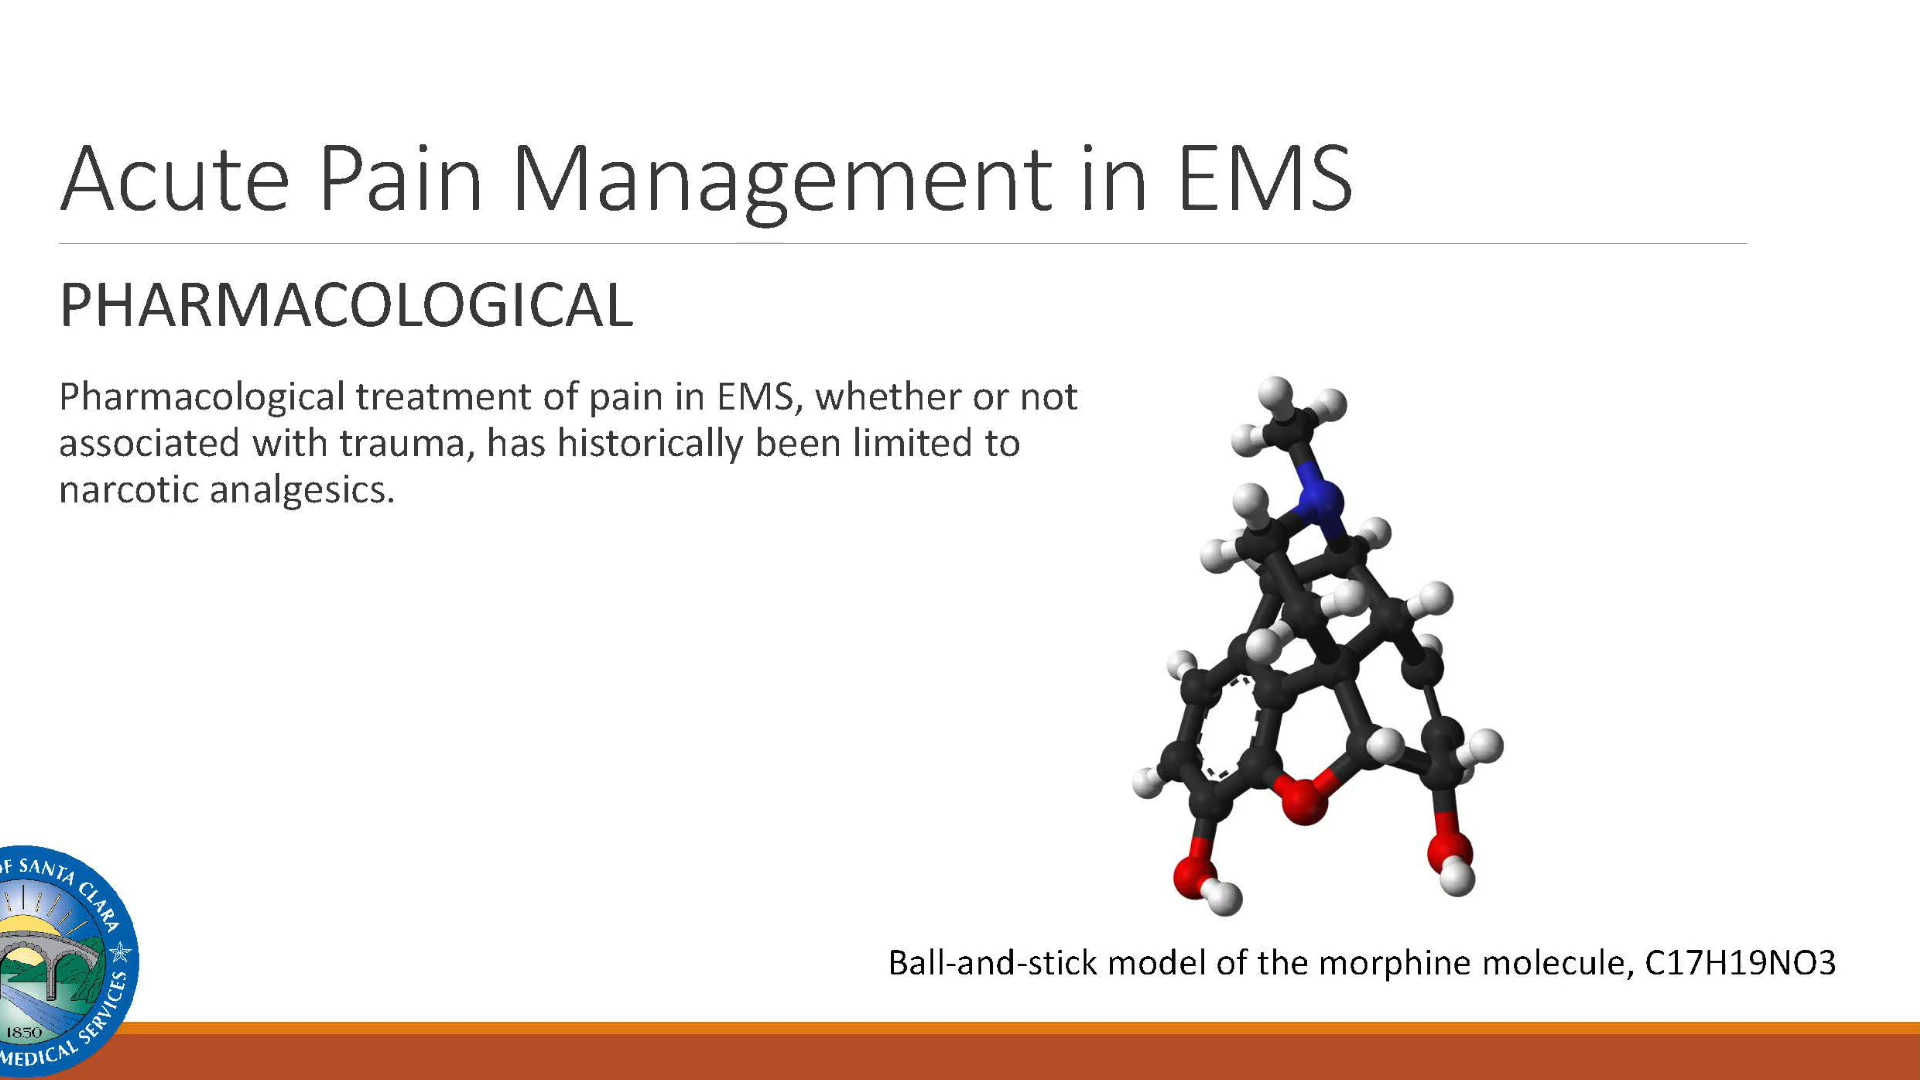 Acute Pain Management in EMS
PHARMACOLOGICAL
Pharmacological treatment of pain in EMS, whether or not
associated with trauma, has historically been limited to
narcotic analgesics.
Ball-and-stick model of the morphine molecule, C17H19NO3
OF SANTA CLARA
MEDICAL SERVICES
1850